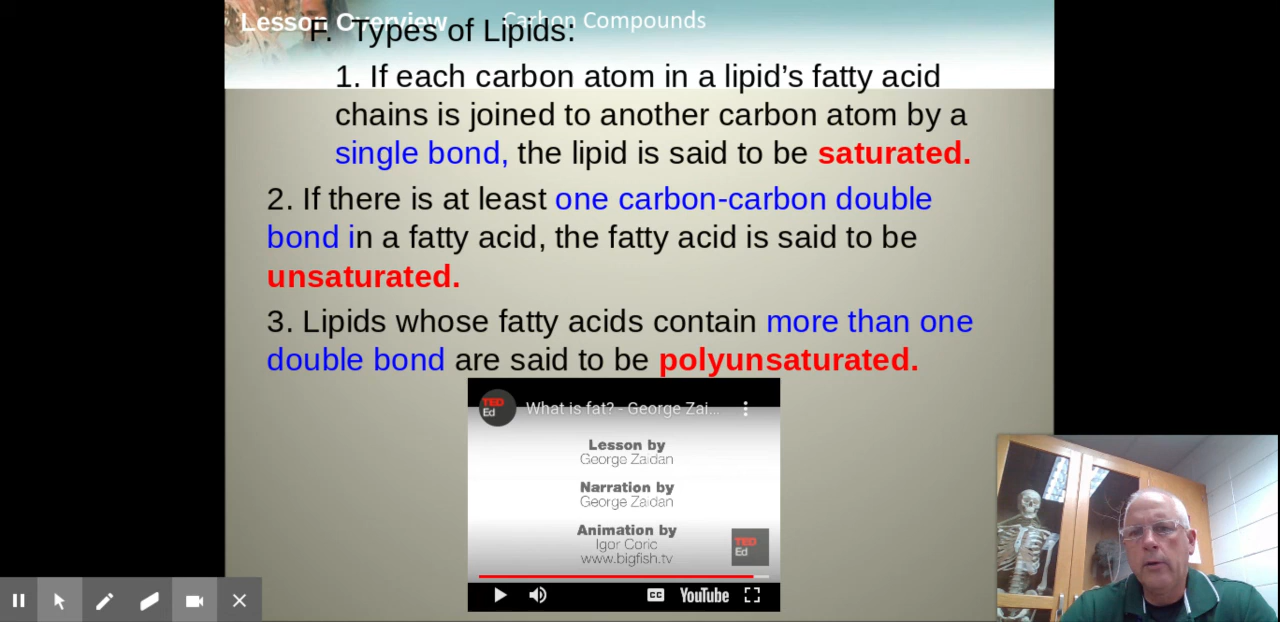 Lesson Overview Carbon Compounds
F. Types of Lipids:
1. If each carbon atom in a lipid’s fatty acid
chains is joined to another carbon atom by a
single bond, the lipid is said to be saturated.
2. If there is at least one carbon-carbon double
bond in a fatty acid, the fatty acid is said to be
unsaturated.
3. Lipids whose fatty acids contain more than one
double bond are said to be polyunsaturated.
TED
Ed
What is fat? - George Zai...
Lesson by
George Zaidan
Narration by
George Zaidan
Animation by
Igor Coric
www.bigfish.tv
TED
Ed
CC YouTube